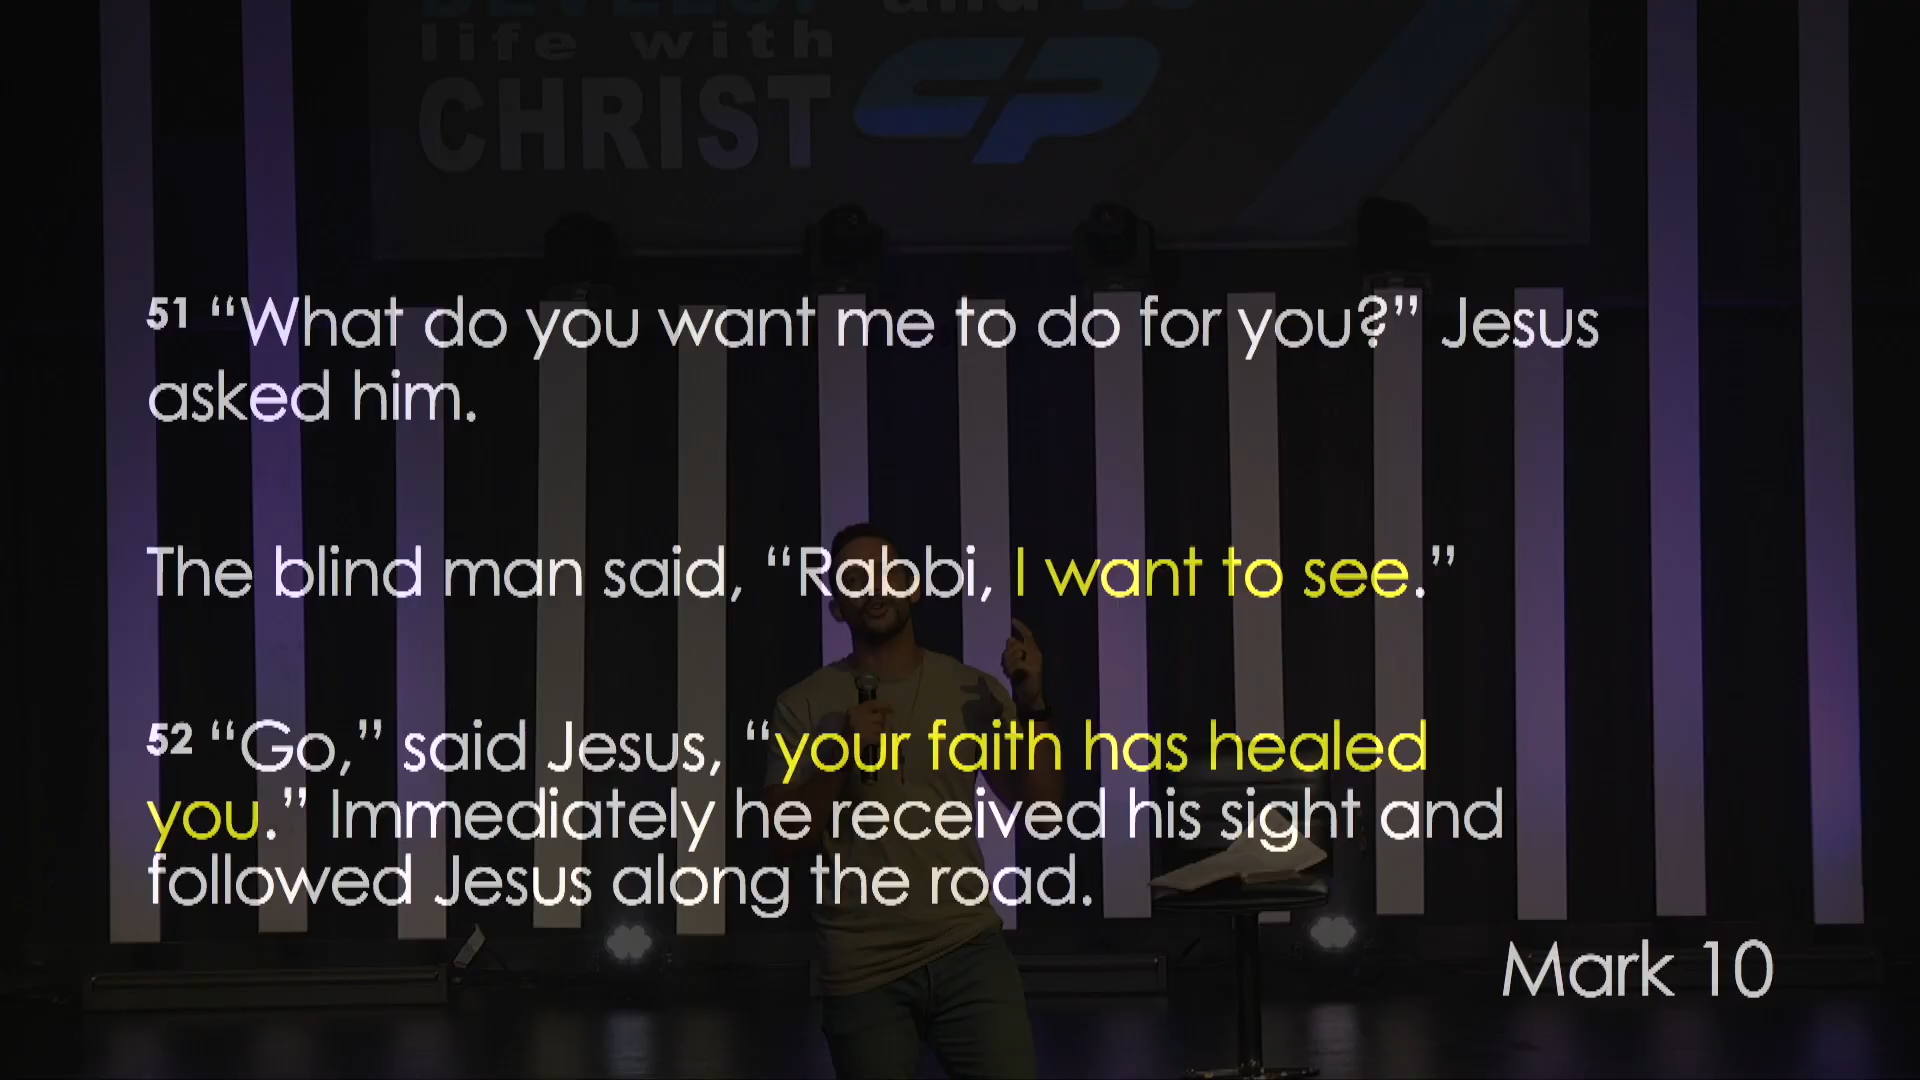 and
life with
CHRIST
CP
51 “What do you want me to do for you?” Jesus
asked him.
The blind man said, “Rabbi, I want to see.”
52 “Go,” said Jesus, “your faith has healed
you.” Immediately he received his sight and
followed Jesus along the road.
Mark 10